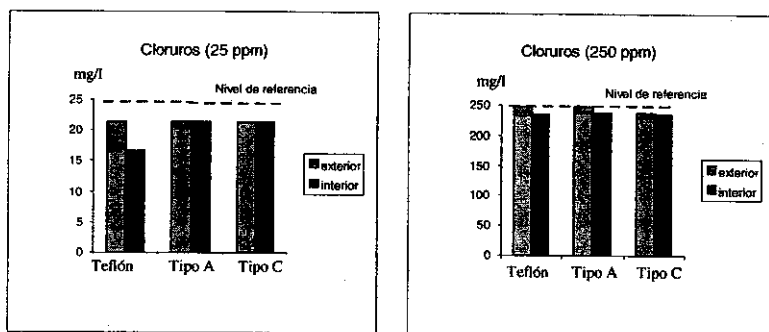 Cloruros (25 ppm)
mg/l
Nivel de referencia
25
20
15
10
5
0
Teflón
Tipo A
Tipo C
exterior
interior
Cloruros (250 ppm)
mg/l
Nivel de referencia
250
200
150
100
50
0
Teflón
Tipo A
Tipo C
exterior
interior